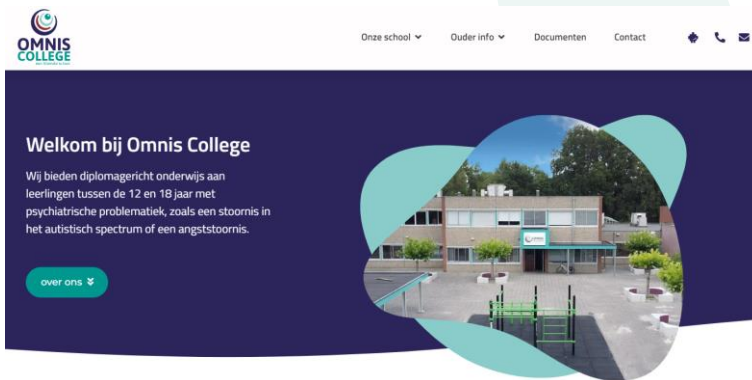 OMNIS
COLLEGE
Onze school
Ouder info
Documenten
Contact
Welkom bij Omnis College
Wij bieden diplomagericht onderwijs aan
leerlingen tussen de 12 en 18 jaar met
psychiatrische problematiek, zoals een stoornis in
het autistisch spectrum of een angststoornis.
over ons